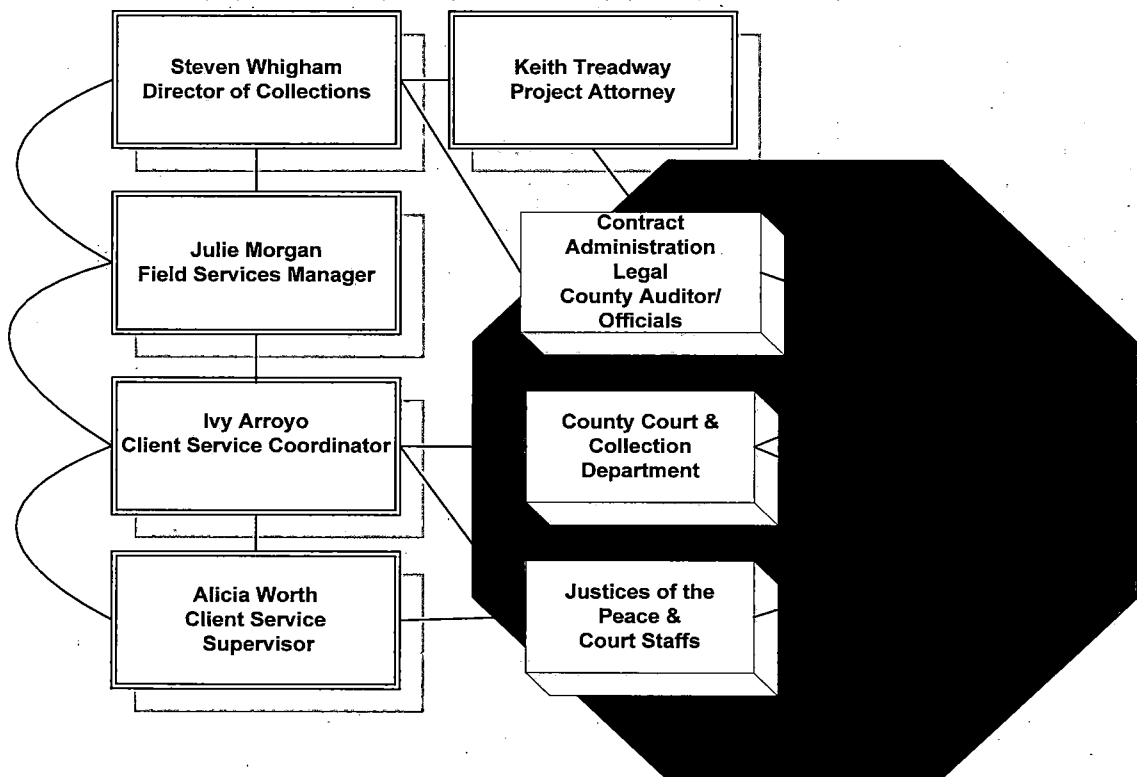 Steven Whigham
Director of Collections
Keith Treadway
Project Attorney
Julie Morgan
Field Services Manager
Contract
Administration
Legal
County Auditor/
Officials
Ivy Arroyo
Client Service Coordinator
County Court &
Collection
Department
Alicia Worth
Client Service
Supervisor
Justices of the
Peace &
Court Staffs